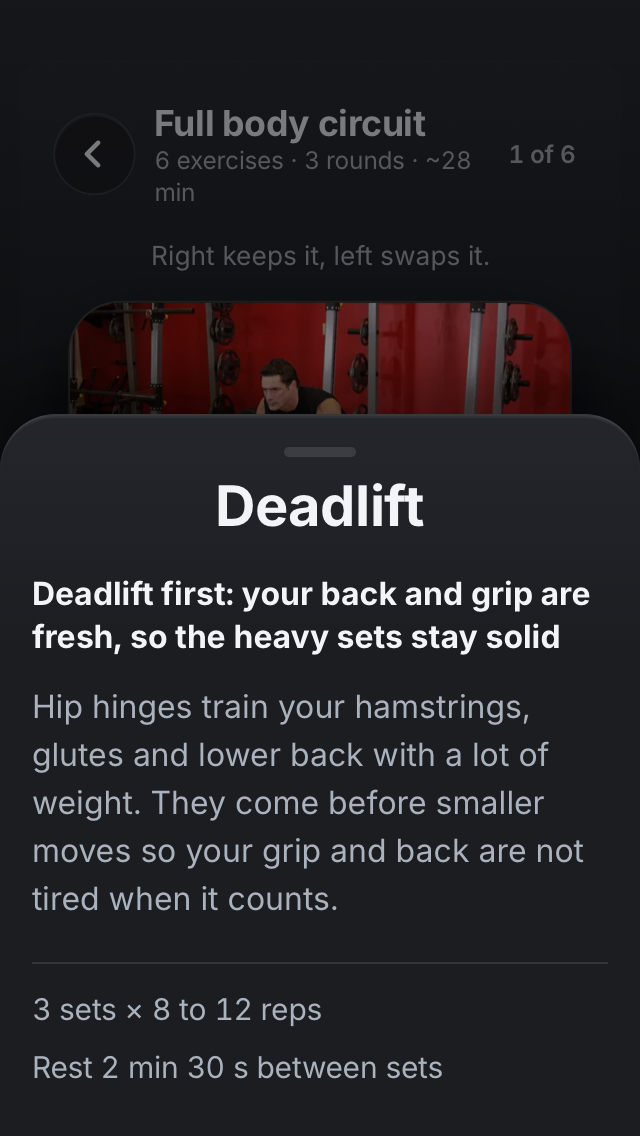 Full body circuit
6 exercises · 3 rounds · ~28
min
1 of 6
Right keeps it, left swaps it.
Deadlift
Deadlift first: your back and grip are
fresh, so the heavy sets stay solid
Hip hinges train your hamstrings,
glutes and lower back with a lot of
weight. They come before smaller
moves so your grip and back are not
tired when it counts.
3 sets × 8 to 12 reps
Rest 2 min 30 s between sets